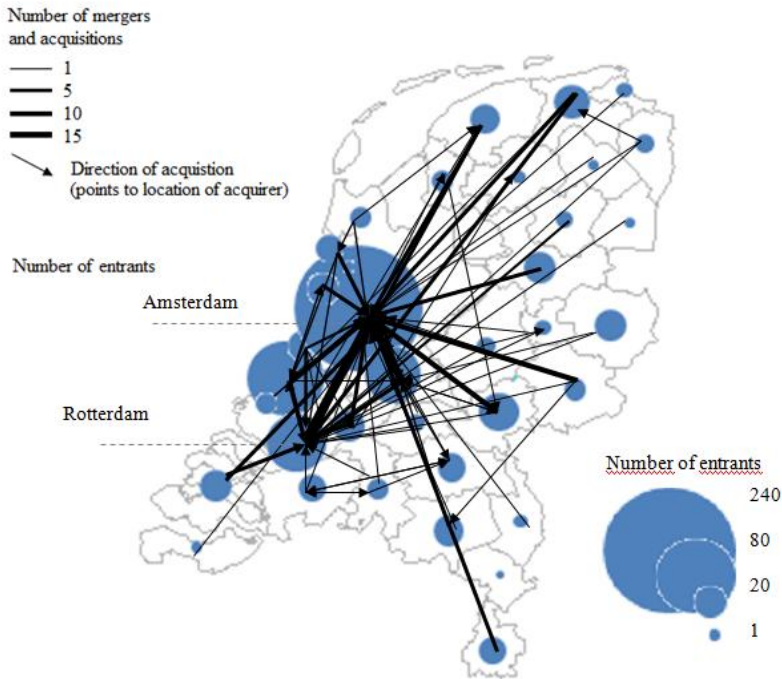 Number of mergers
and acquisitions
1
5
10
15
Direction of acquistion
(points to location of acquirer)
Number of entrants
Amsterdam
Rotterdam
Number of entrants
240
80
20
1